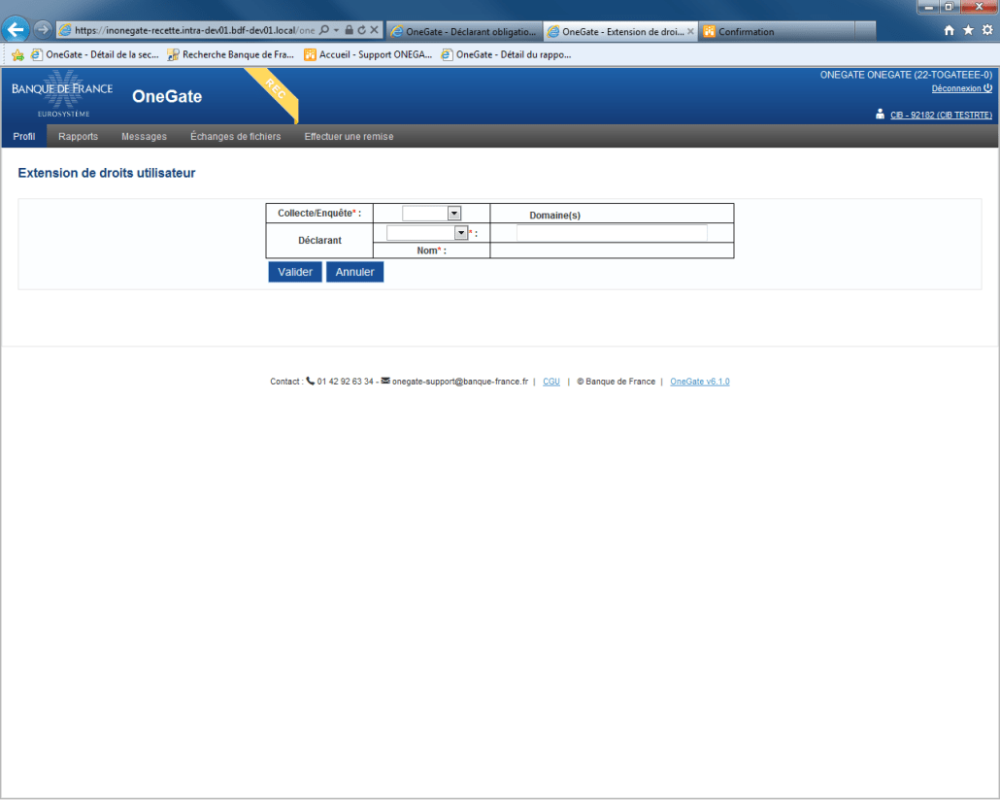 https://inonegate-recette.intra-dev01.bdf-dev01.local/one
OneGate - Déclarant obligatio...
OneGate - Extension de droi...
Confirmation
OneGate - Détail de la sec...
Recherche Banque de Fra...
Accueil - Support ONEGA...
OneGate - Détail du rappo...
BANQUE DE FRANCE
EUROSYSTÈME
OneGate
REC
ONEGATE ONEGATE (22-TOGATEEE-0)
Déconnexion
CIB - 92182 (CIB TESTRTE)
Profil Rapports Messages Échanges de fichiers Effectuer une remise
Extension de droits utilisateur
Collecte/Enquête* : Domaine(s)
Déclarant * :
Nom* :
Valider Annuler
Contact : 01 42 92 63 34 - onegate-support@banque-france.fr | CGU | © Banque de France | OneGate v6.1.0